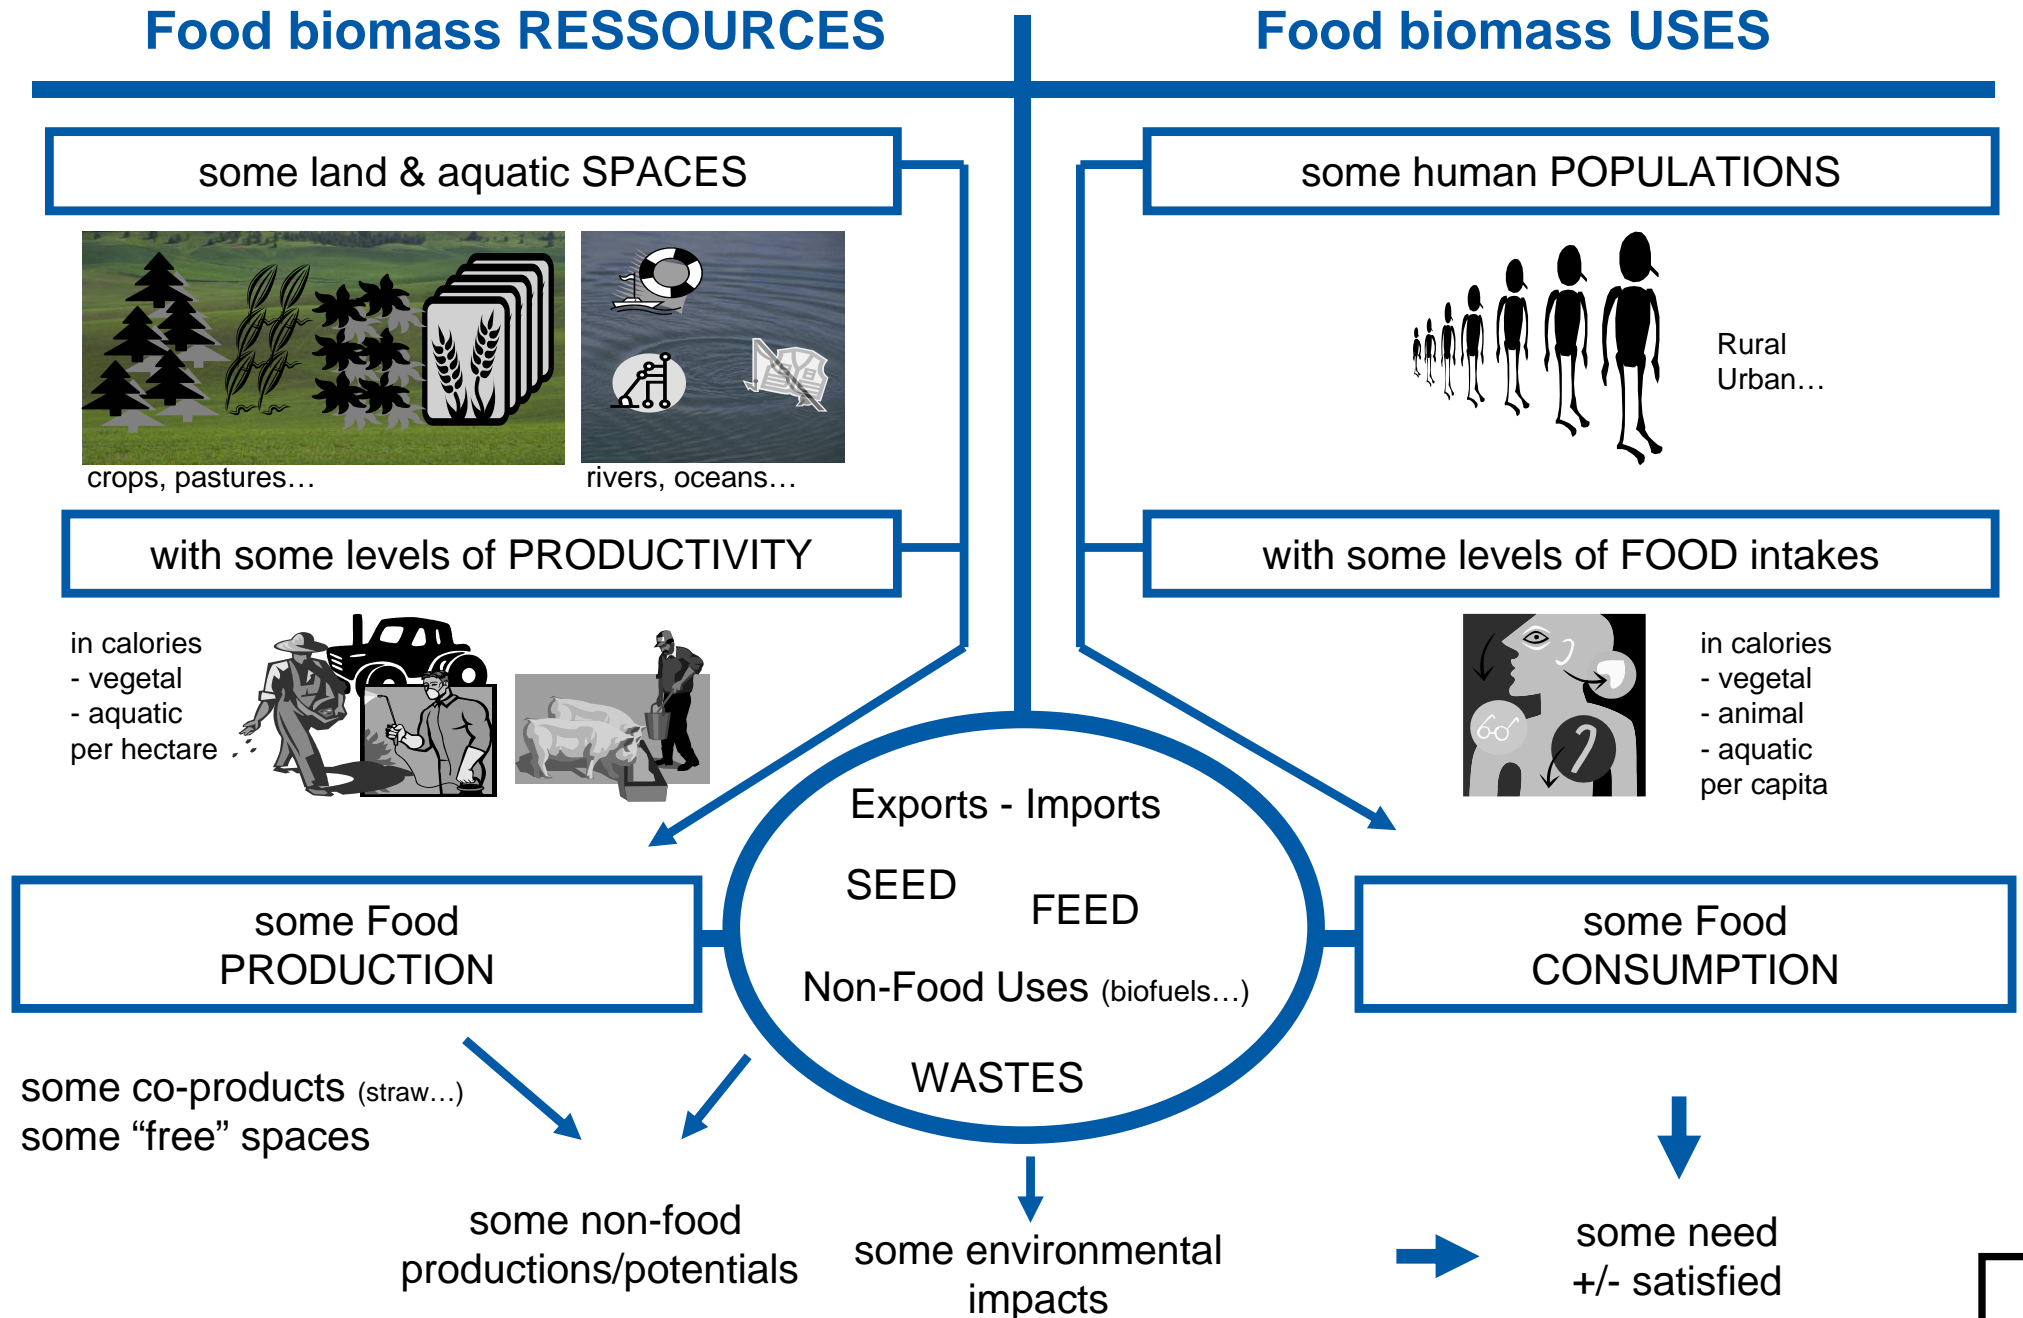 Food biomass RESSOURCES
Food biomass USES
some land & aquatic SPACES
some human POPULATIONS
crops, pastures…
rivers, oceans…
Rural
Urban…
with some levels of PRODUCTIVITY
with some levels of FOOD intakes
in calories
- vegetal
- aquatic
per hectare
in calories
- vegetal
- animal
- aquatic
per capita
Exports - Imports
SEED
FEED
Non-Food Uses (biofuels…)
WASTES
some Food
PRODUCTION
some Food
CONSUMPTION
some co-products (straw…)
some “free” spaces
some non-food
productions/potentials
some environmental
impacts
some need
+/- satisfied